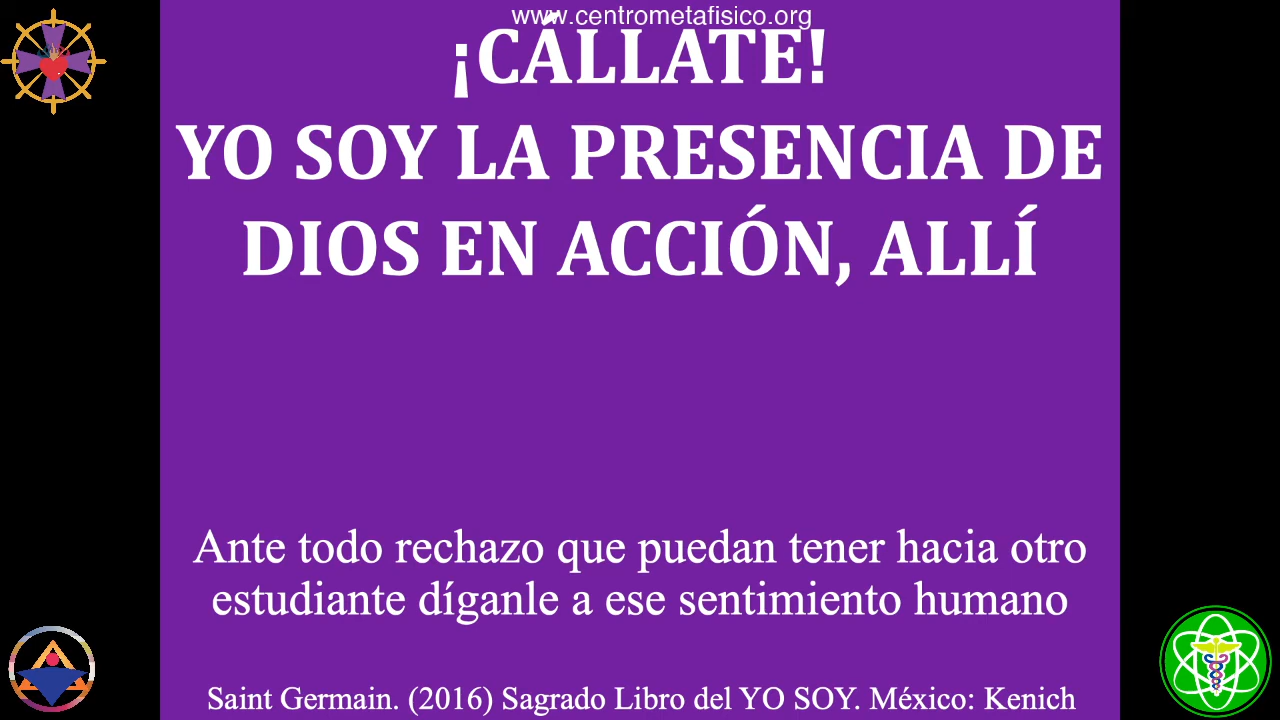 www.centrometafisico.org
¡CÁLLATE!
YO SOY LA PRESENCIA DE
DIOS EN ACCIÓN, ALLÍ
Ante todo rechazo que puedan tener hacia otro
estudiante díganle a ese sentimiento humano
Saint Germain. (2016) Sagrado Libro del YO SOY. México: Kenich